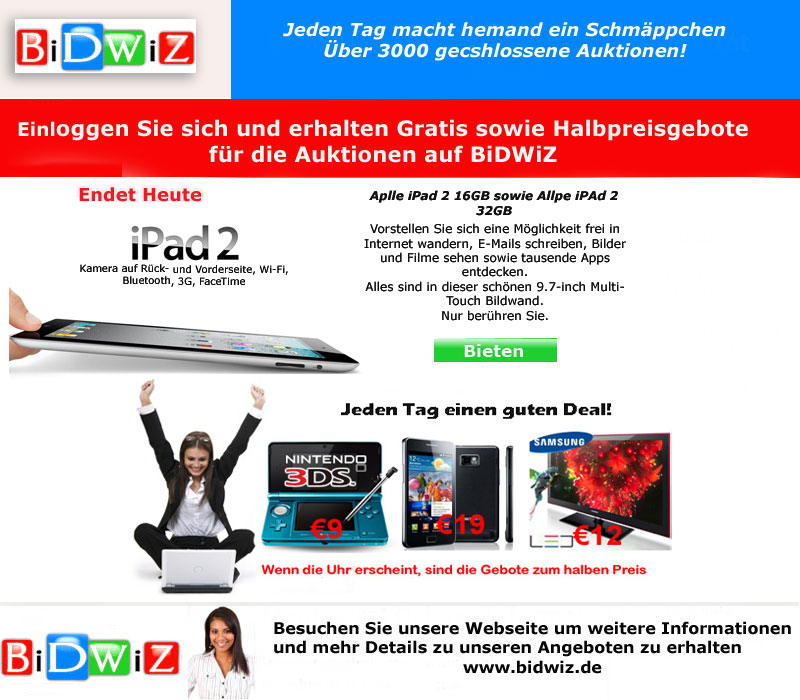 BiDWiZ
Jeden Tag macht hemand ein Schmäppchen
Über 3000 gecshlossene Auktionen!
Einloggen Sie sich und erhalten Gratis sowie Halbpreisgebote
für die Auktionen auf BiDWiZ
Endet Heute
iPad 2
Kamera auf Rück- und Vorderseite, Wi-Fi,
Bluetooth, 3G, FaceTime
Aplle iPad 2 16GB sowie Allpe iPAd 2
32GB
Vorstellen Sie sich eine Möglichkeit frei in
Internet wandern, E-Mails schreiben, Bilder
und Filme sehen sowie tausende Apps
entdecken.
Alles sind in dieser schönen 9.7-inch Multi-
Touch Bildwand.
Nur berühren Sie.
Bieten
Jeden Tag einen guten Deal!
NINTENDO
3DS
€9
€19
SAMSUNG
LED
€12
Wenn die Uhr erscheint, sind die Gebote zum halben Preis
BiDWiZ
Besuchen Sie unsere Webseite um weitere Informationen
und mehr Details zu unseren Angeboten zu erhalten
www.bidwiz.de